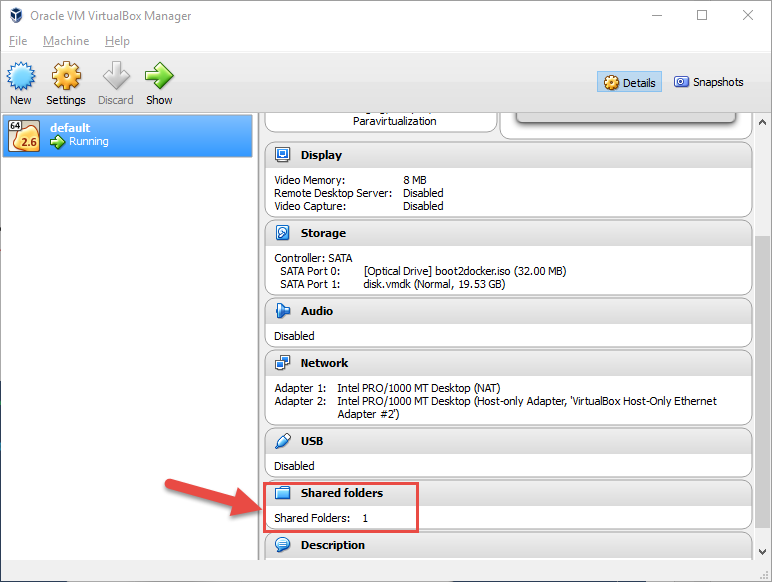 Oracle VM VirtualBox Manager
File Machine Help
New Settings Discard Show
Details Snapshots
64
2.6
default
Running
Paravirtualization
Display
Video Memory: 8 MB
Remote Desktop Server: Disabled
Video Capture: Disabled
Storage
Controller: SATA
SATA Port 0: [Optical Drive] boot2docker.iso (32.00 MB)
SATA Port 1: disk.vmdk (Normal, 19.53 GB)
Audio
Disabled
Network
Adapter 1: Intel PRO/1000 MT Desktop (NAT)
Adapter 2: Intel PRO/1000 MT Desktop (Host-only Adapter, 'VirtualBox Host-Only Ethernet
Adapter #2')
USB
Disabled
Shared folders
Shared Folders: 1
Description